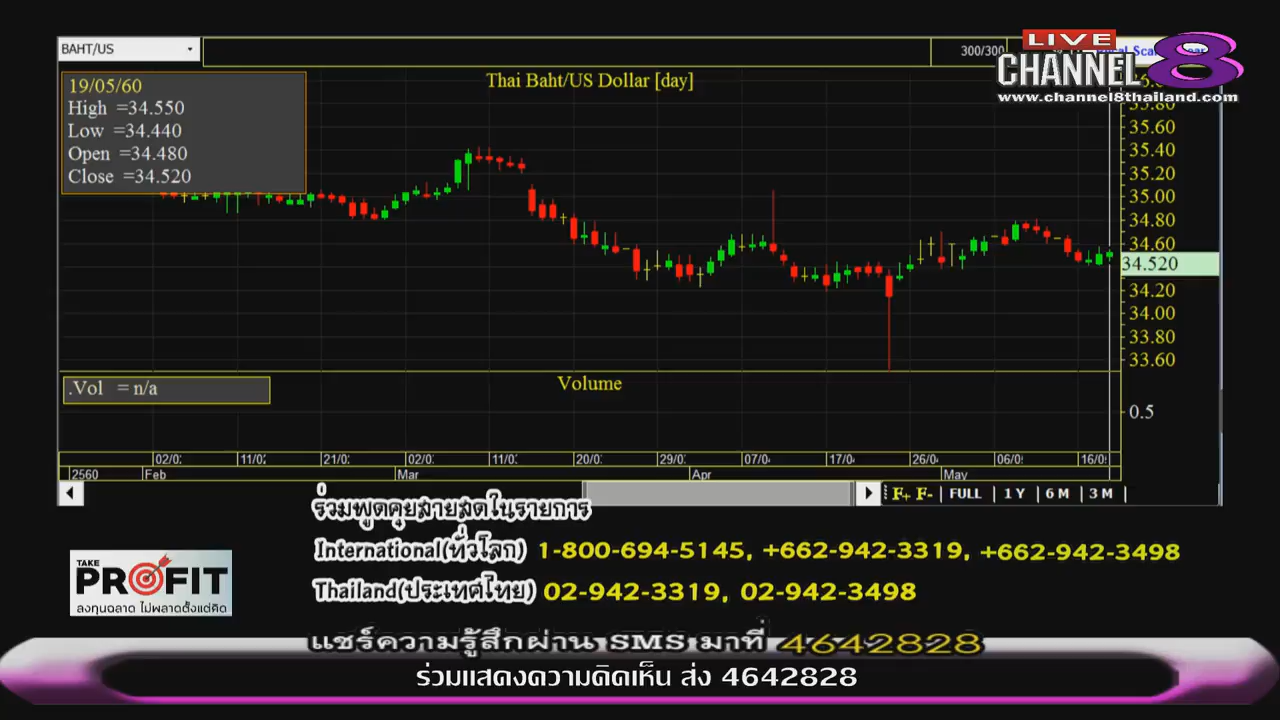 BAHT/US
300/300
LIVE
CHANNEL 8
www.channel8thailand.com
19/05/60
High =34.550
Low =34.440
Open =34.480
Close =34.520
Thai Baht/US Dollar [day]
35.80
35.60
35.40
35.20
35.00
34.80
34.60
34.520
34.20
34.00
33.80
33.60
.Vol = n/a
Volume
0.5
02/0 11/0 21/0 02/0 11/0 20/0 29/0 07/0 17/0 26/0 06/0 16/0
2560 Feb Mar Apr May
F+ F- FULL 1 Y 6 M 3 M
0
ร่วมพูดคุยสายสดในรายการ
International(ทั่วโลก) 1-800-694-5145, +662-942-3319, +662-942-3498
Thailand(ประเทศไทย) 02-942-3319, 02-942-3498
TAKE
PROFIT
ลงทุนฉลาด ไม่พลาดตั้งแต่คิด
แชร์ความรู้สึกผ่าน SMS มาที่ 4642828
ร่วมแสดงความคิดเห็น ส่ง 4642828